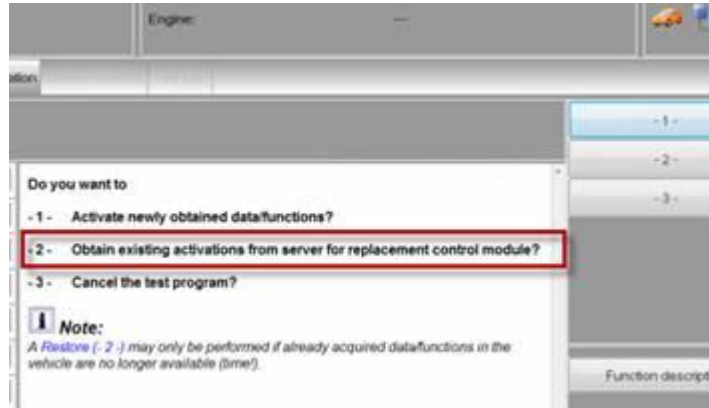 Engine: ---
- 1 -
- 2 -
- 3 -
Do you want to
- 1 - Activate newly obtained data/functions?
- 2 - Obtain existing activations from server for replacement control module?
- 3 - Cancel the test program?
Note:
A Restore (- 2 -) may only be performed if already acquired data/functions in the
vehicle are no longer available (time!).
Function descript